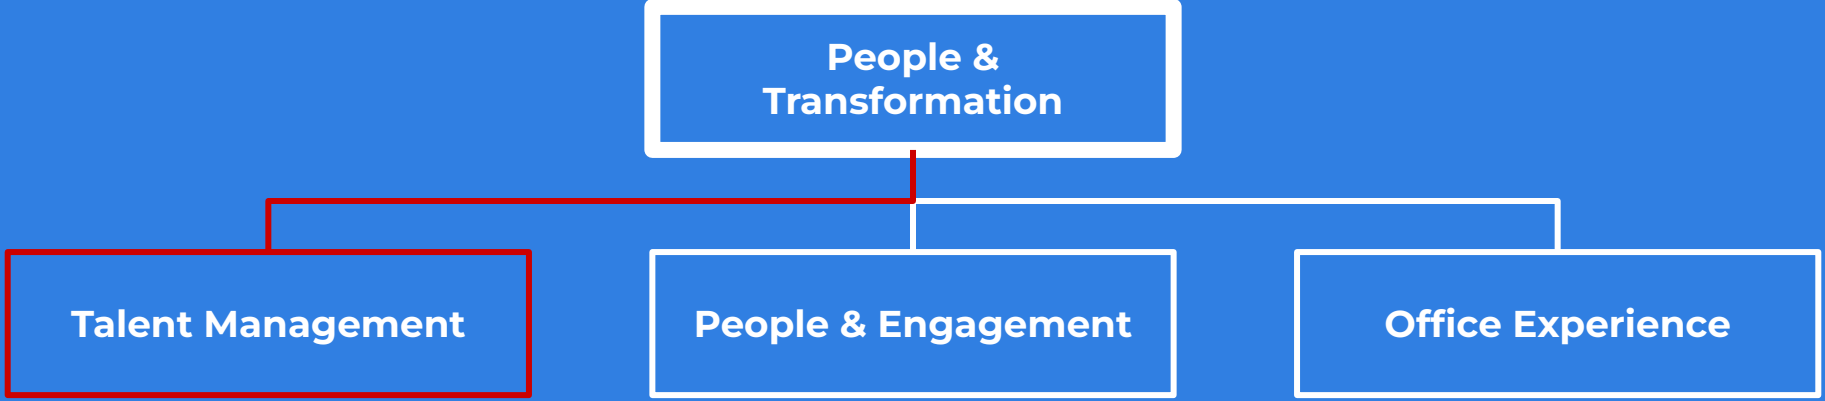 People &
Transformation
Talent Management
People & Engagement
Office Experience